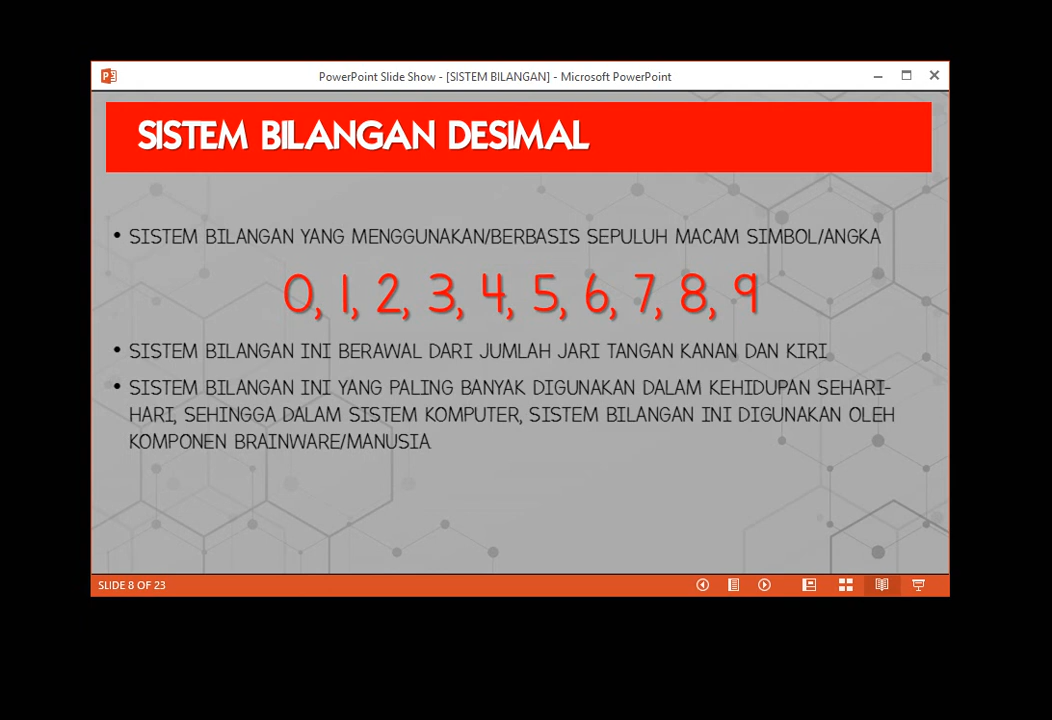 PowerPoint Slide Show - [SISTEM BILANGAN] - Microsoft PowerPoint
SISTEM BILANGAN DESIMAL
• SISTEM BILANGAN YANG MENGGUNAKAN/BERBASIS SEPULUH MACAM SIMBOL/ANGKA
0, 1, 2, 3, 4, 5, 6, 7, 8, 9
• SISTEM BILANGAN INI BERAWAL DARI JUMLAH JARI TANGAN KANAN DAN KIRI.
• SISTEM BILANGAN INI YANG PALING BANYAK DIGUNAKAN DALAM KEHIDUPAN SEHARI-
HARI, SEHINGGA DALAM SISTEM KOMPUTER, SISTEM BILANGAN INI DIGUNAKAN OLEH
KOMPONEN BRAINWARE/MANUSIA.
SLIDE 8 OF 23